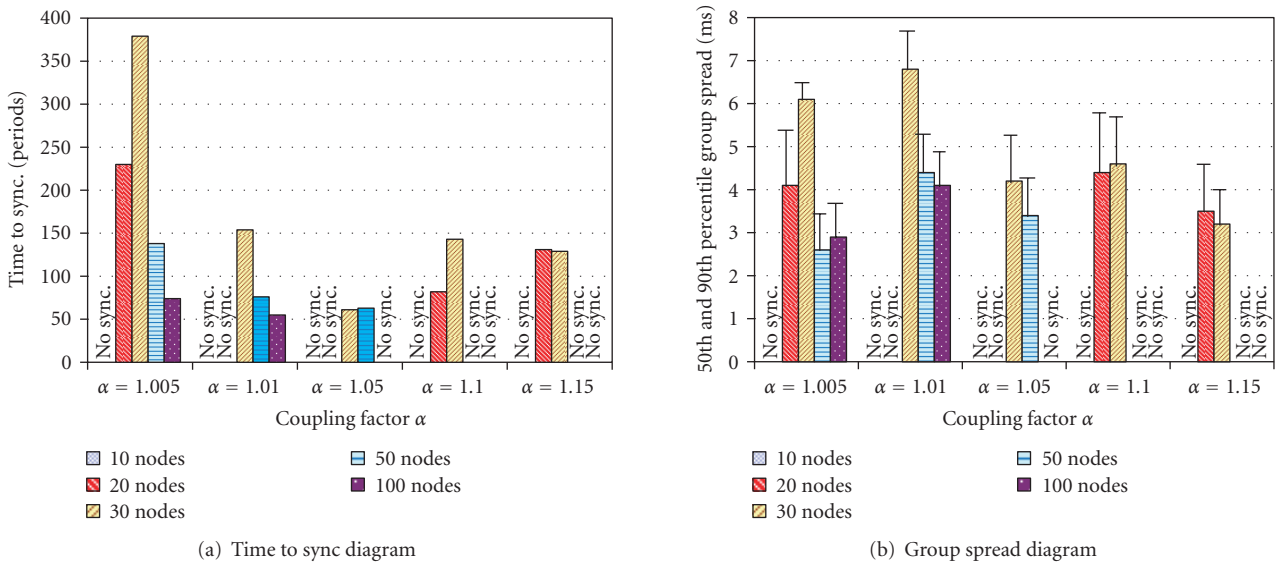 400
350
300
250
200
150
100
50
0
Time to sync. (periods)
No sync.
No sync.
No sync.
No sync.
No sync.
No sync.
No sync.
No sync.
No sync.
No sync.
No sync.
No sync.
α = 1.005
α = 1.01
α = 1.05
α = 1.1
α = 1.15
Coupling factor α
10 nodes
20 nodes
30 nodes
50 nodes
100 nodes
(a) Time to sync diagram
8
7
6
5
4
3
2
1
0
50th and 90th percentile group spread (ms)
No sync.
No sync.
No sync.
No sync.
No sync.
No sync.
No sync.
No sync.
No sync.
No sync.
No sync.
No sync.
α = 1.005
α = 1.01
α = 1.05
α = 1.1
α = 1.15
Coupling factor α
10 nodes
20 nodes
30 nodes
50 nodes
100 nodes
(b) Group spread diagram